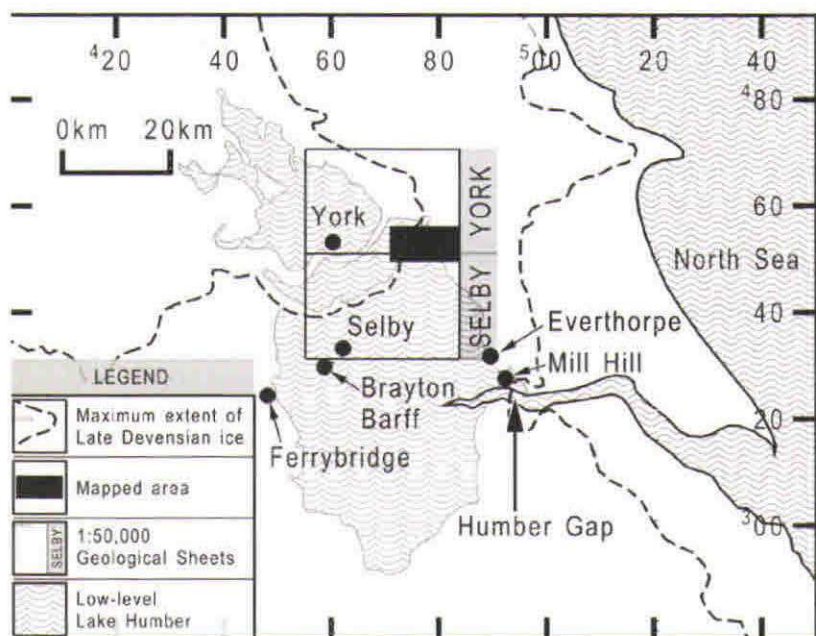 ⁴20 60 80 ⁵00 20 40
⁴80
0km 20km
York
YORK
60
North Sea
SELBY
40
Selby
Everthorpe
Mill Hill
Brayton
Barff
20
Ferrybridge
Humber Gap
³00
LEGEND
Maximum extent of
Late Devensian ice
Mapped area
SELBY
1:50,000
Geological Sheets
Low-level
Lake Humber